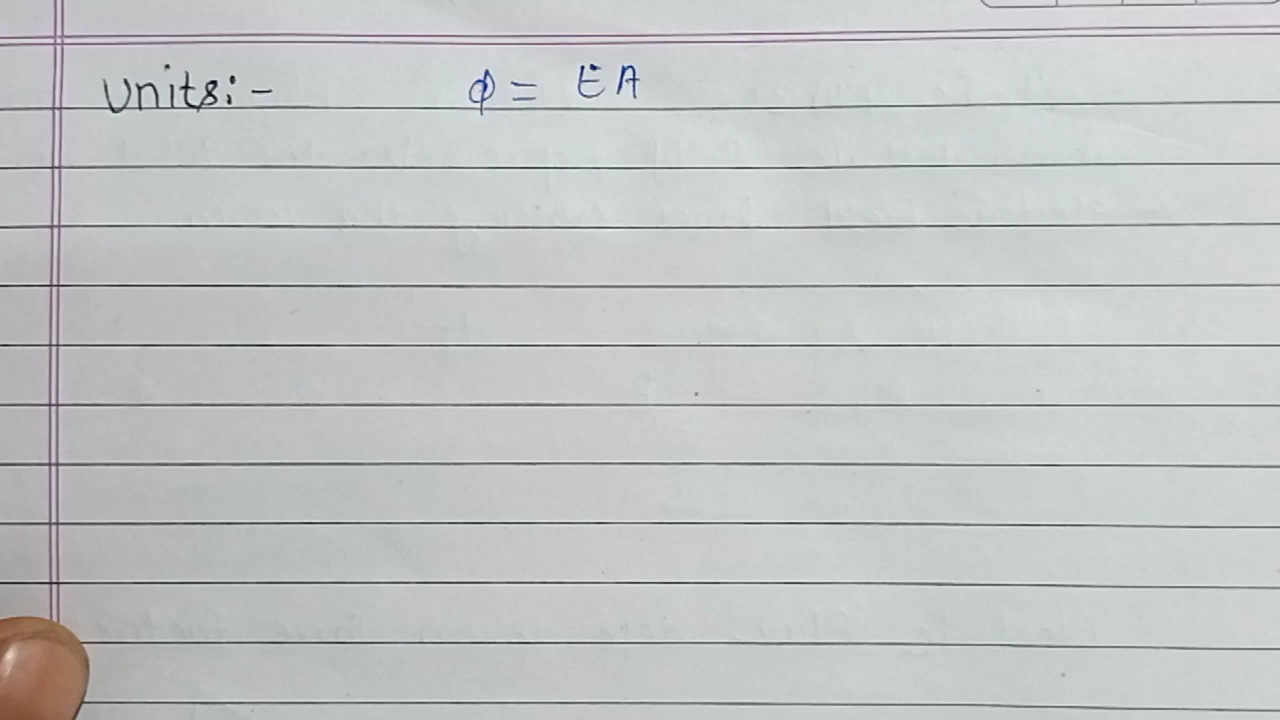 Units:- φ = EA